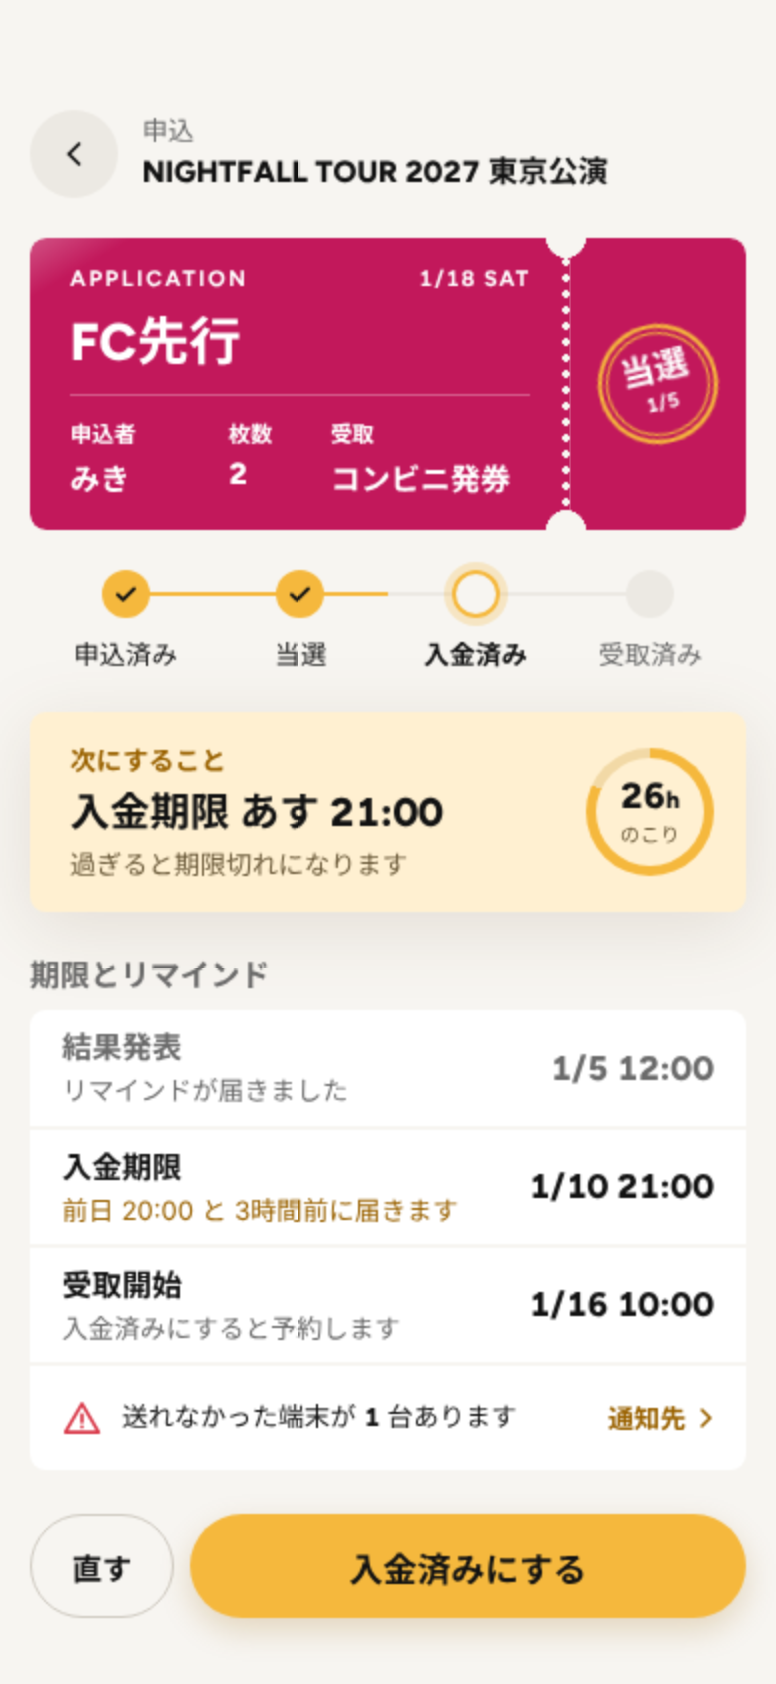 申込
NIGHTFALL TOUR 2027 東京公演
APPLICATION
1/18 SAT
FC先行
申込者
枚数
受取
みき
2
コンビニ発券
当選
1/5
申込済み
当選
入金済み
受取済み
次にすること
入金期限 あす 21:00
過ぎると期限切れになります
26h
のこり
期限とリマインド
結果発表
リマインドが届きました
1/5 12:00
入金期限
前日 20:00 と 3時間前に届きます
1/10 21:00
受取開始
入金済みにすると予約します
1/16 10:00
送れなかった端末が 1 台あります
通知先
直す
入金済みにする